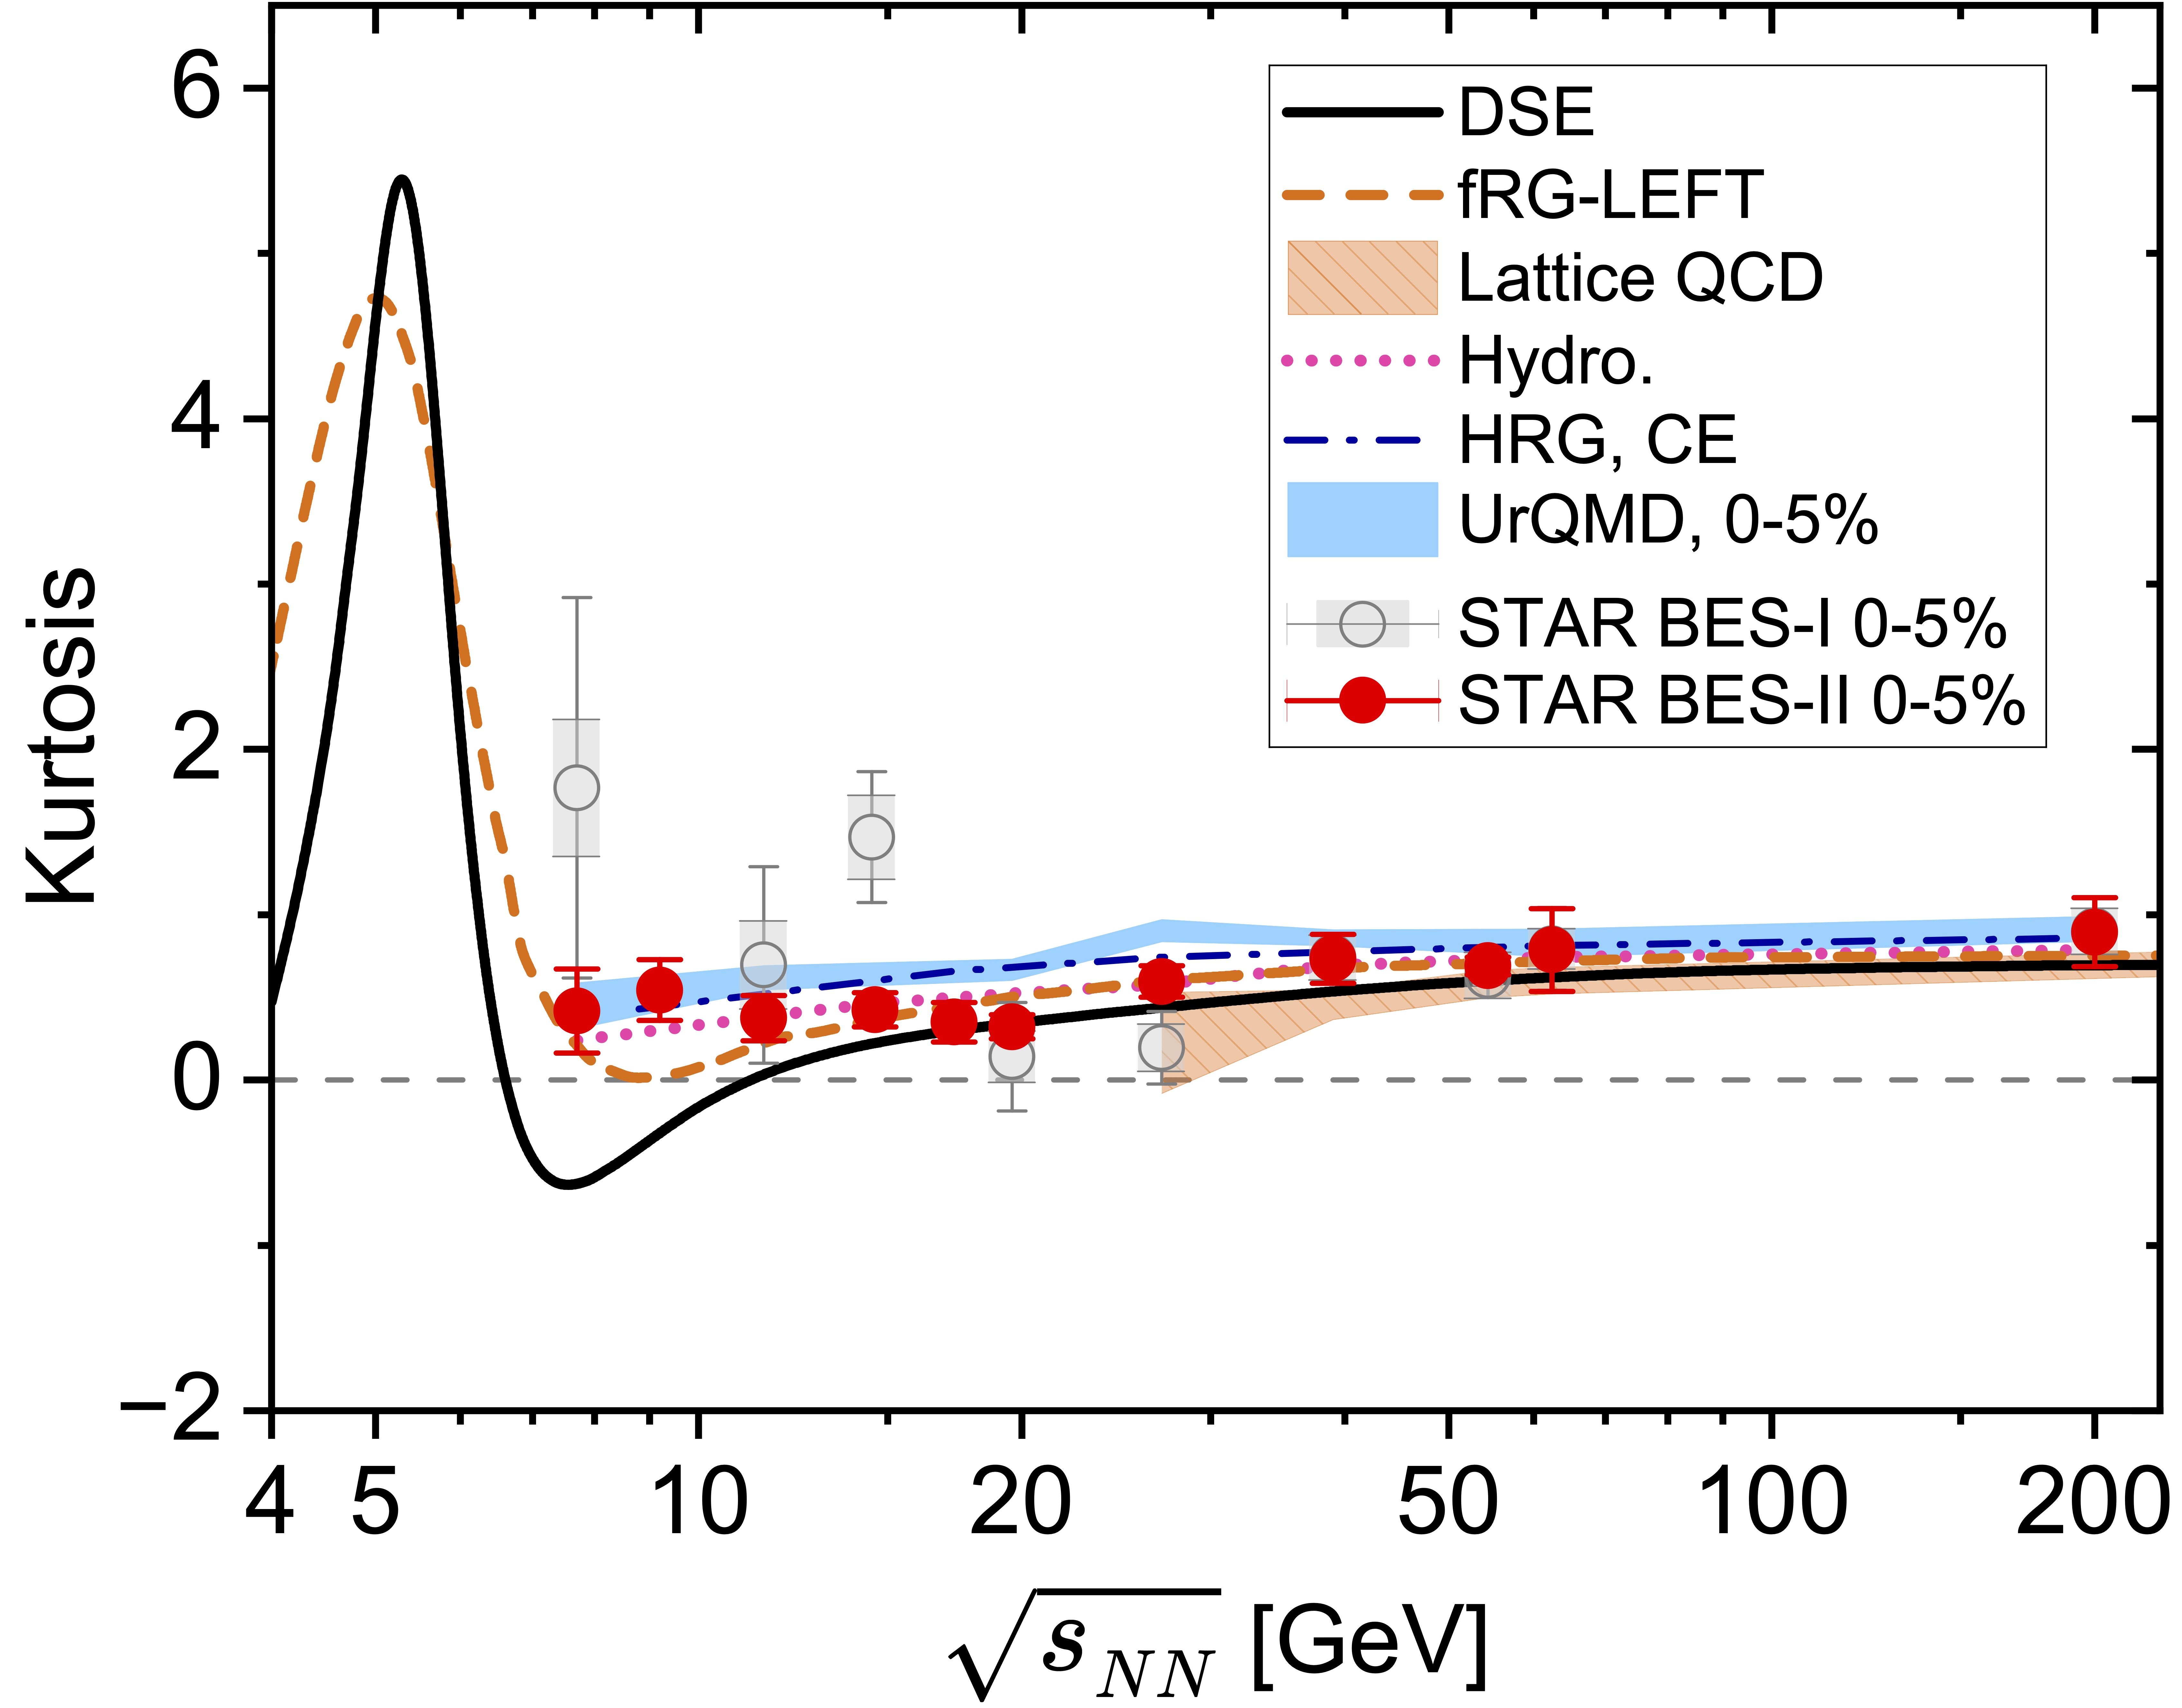 6
4
2
0
−2
Kurtosis
DSE
fRG-LEFT
Lattice QCD
Hydro.
HRG, CE
UrQMD, 0-5%
STAR BES-I 0-5%
STAR BES-II 0-5%
4 5 10 20 50 100 200
√s_NN [GeV]